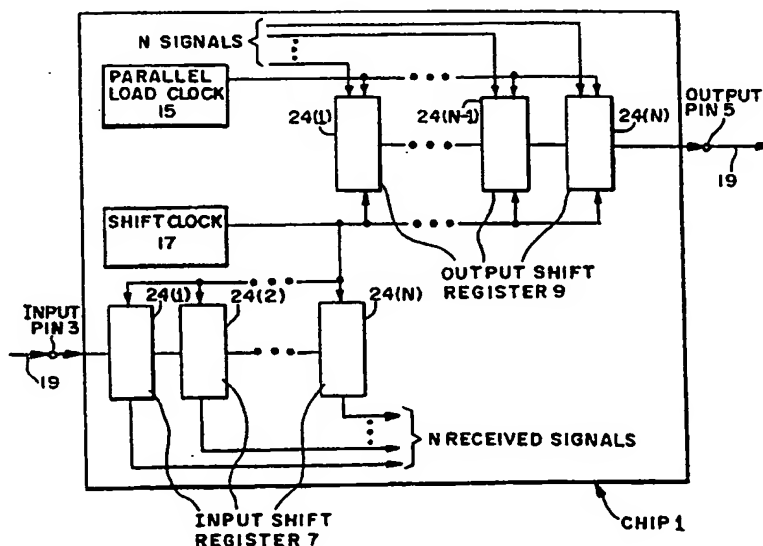 N SIGNALS
PARALLEL
LOAD CLOCK
15
24(1)
24(N-1)
24(N)
OUTPUT
PIN 5
19
SHIFT CLOCK
17
OUTPUT SHIFT
REGISTER 9
24(1)
24(2)
24(N)
INPUT
PIN 3
19
N RECEIVED SIGNALS
INPUT SHIFT
REGISTER 7
CHIP 1